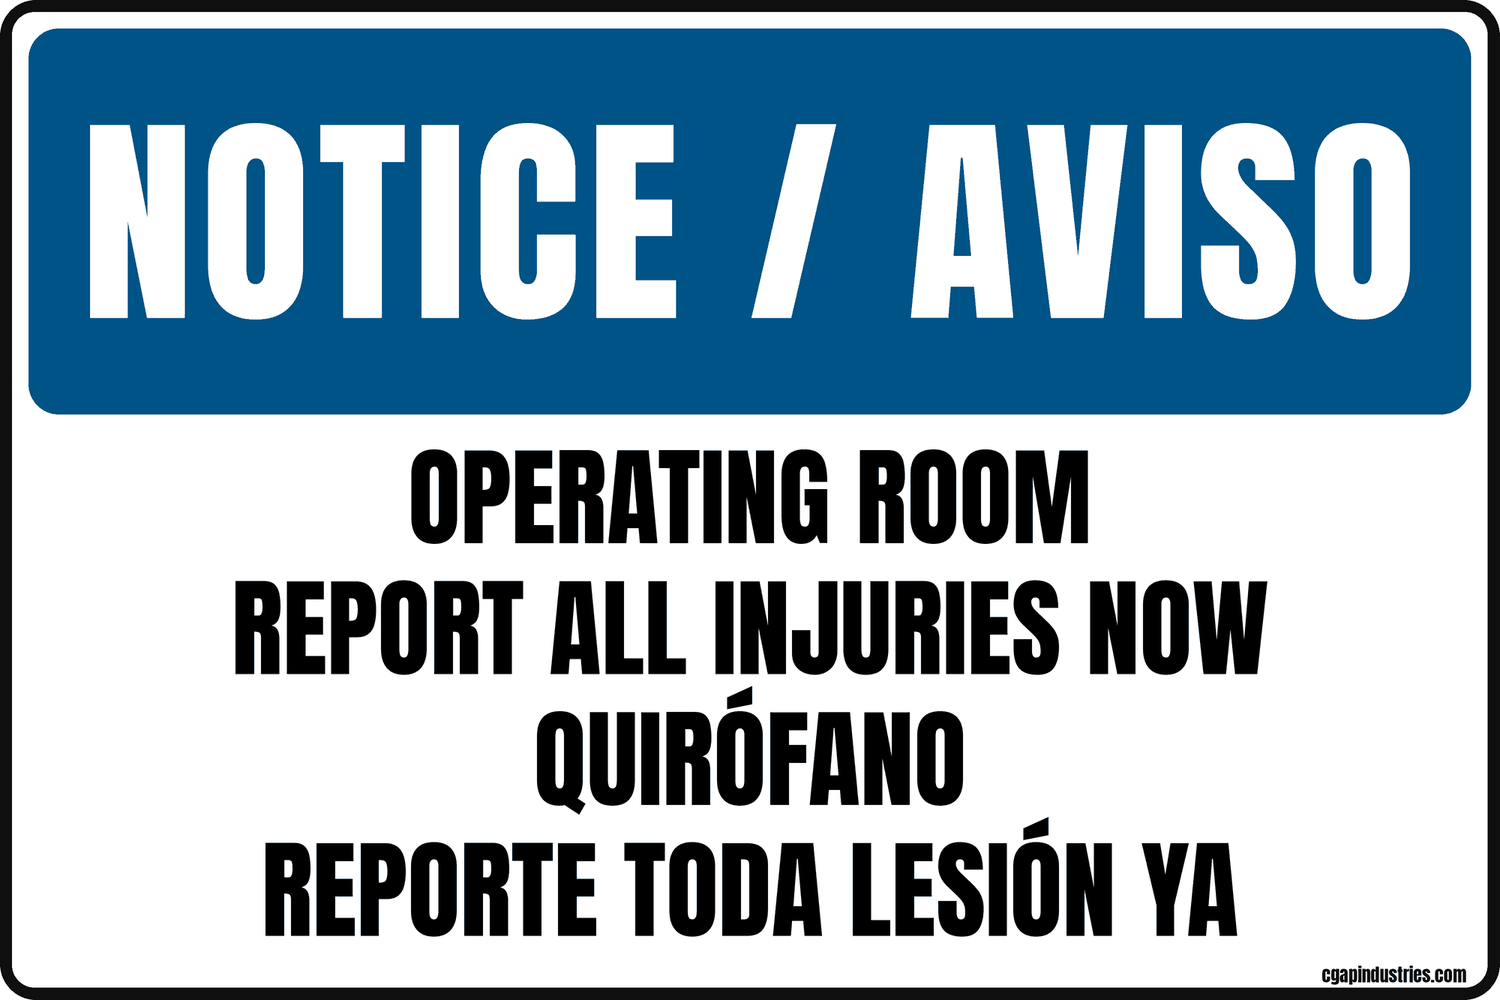 NOTICE / AVISO
OPERATING ROOM
REPORT ALL INJURIES NOW
QUIRÓFANO
REPORTE TODA LESIÓN YA
cgapindustries.com